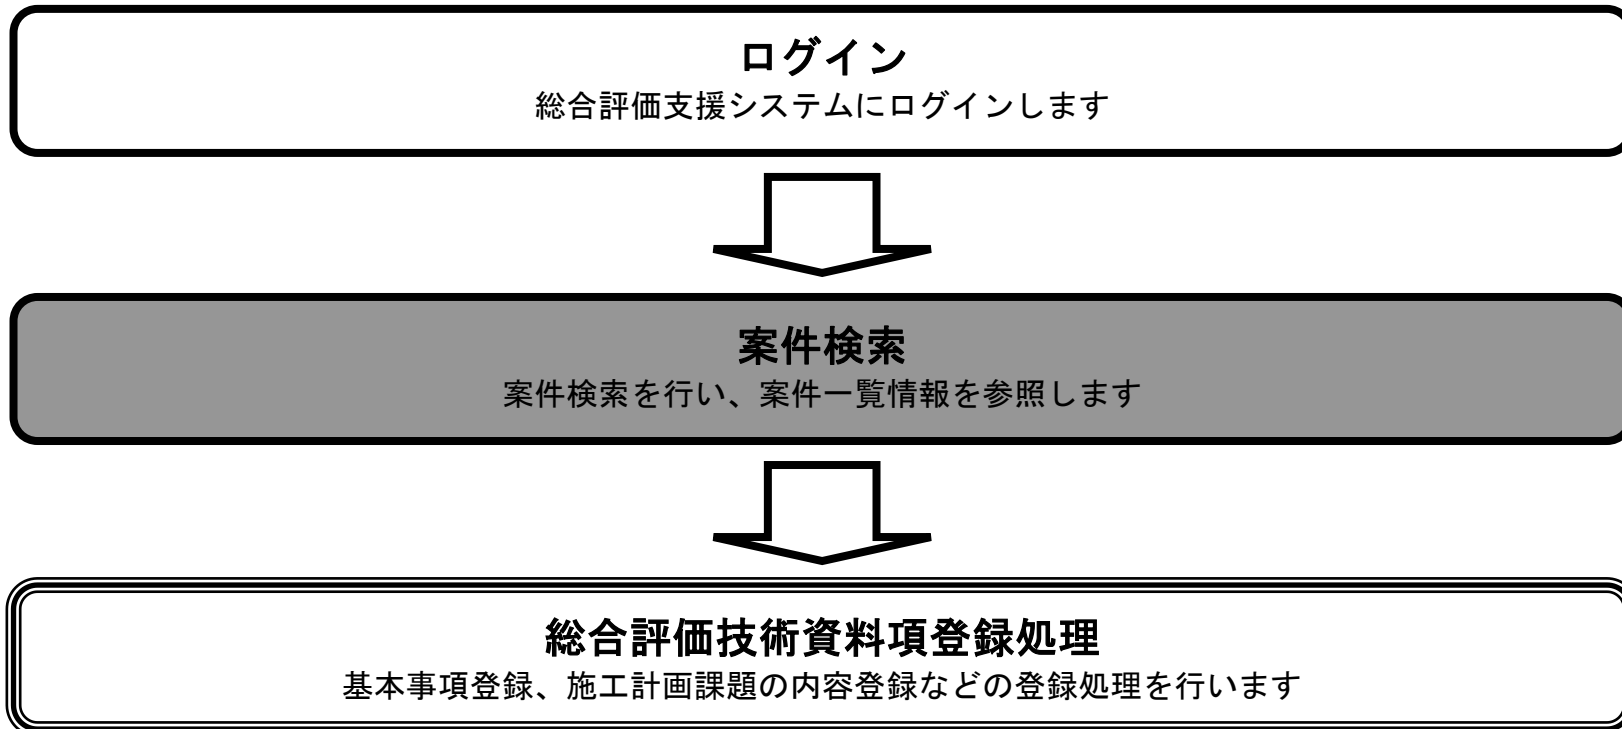 ログイン
総合評価支援システムにログインします
案件検索
案件検索を行い、案件一覧情報を参照します
総合評価技術資料項登録処理
基本事項登録、施工計画課題の内容登録などの登録処理を行います